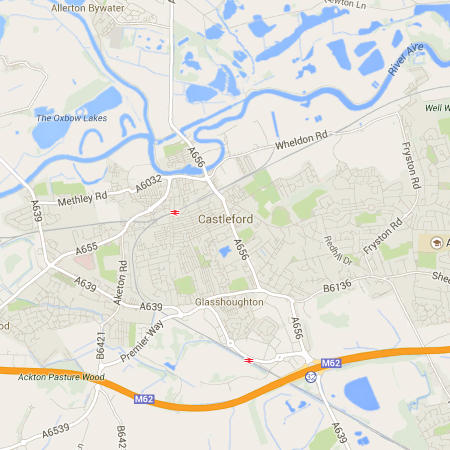 Newton Ln
Allerton Bywater
River Aire
The Oxbow Lakes
A656
Wheldon Rd
Well W
Fryston Rd
A6032
Methley Rd
A639
Castleford
A655
A656
Redhill Dr
Fryston Rd
A
Aketon Rd
A639
A639
Glasshoughton
B6136
Shee
od
B6421
Premier Way
A656
M62
Ackton Pasture Wood
M62
A6539
B642
A639